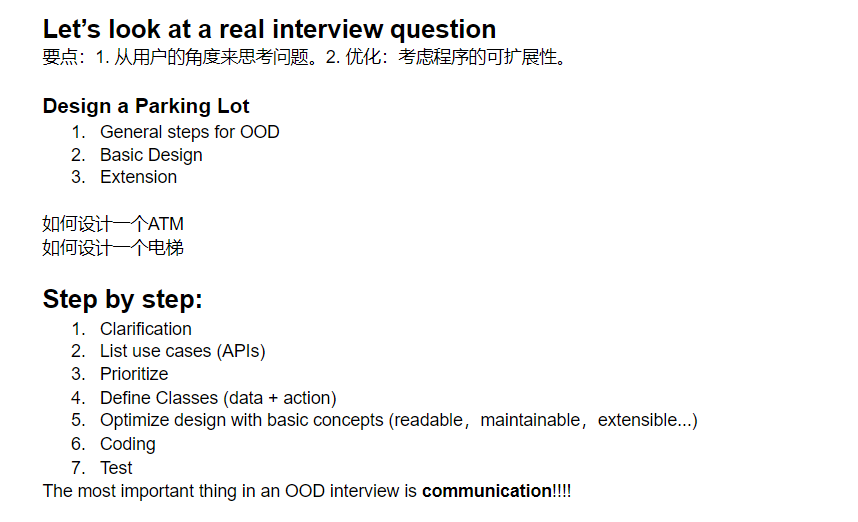 Let’s look at a real interview question
要点：1. 从用户的角度来思考问题。2. 优化：考虑程序的可扩展性。
Design a Parking Lot
1. General steps for OOD
2. Basic Design
3. Extension
如何设计一个ATM
如何设计一个电梯
Step by step:
1. Clarification
2. List use cases (APIs)
3. Prioritize
4. Define Classes (data + action)
5. Optimize design with basic concepts (readable，maintainable，extensible...)
6. Coding
7. Test
The most important thing in an OOD interview is communication!!!!